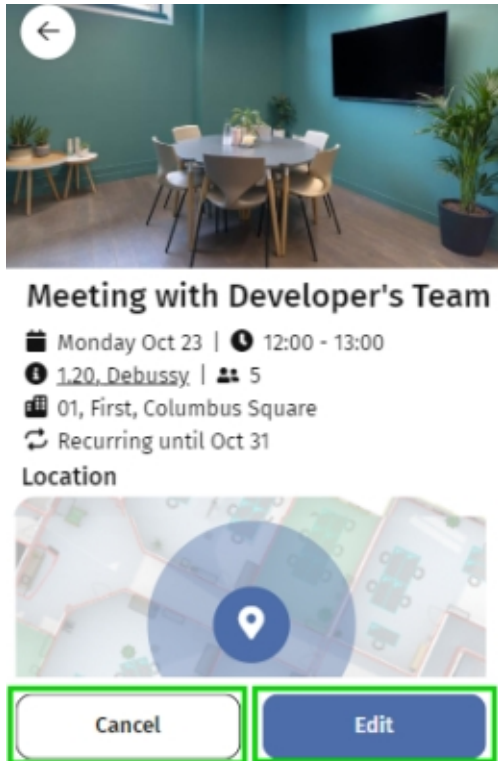 Meeting with Developer's Team
Monday Oct 23 | 12:00 - 13:00
1.20, Debussy | 5
01, First, Columbus Square
Recurring until Oct 31
Location
Cancel
Edit